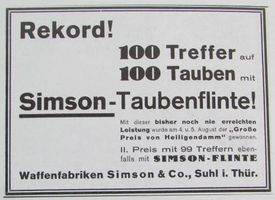 Rekord!
100 Treffer auf
100 Tauben mit
Simson-Taubenflinte!
Mit dieser bisher noch nie erreichten
Leistung wurde am 4. u. 5. August der „Große
Preis von Heiligendamm" gewonnen.
II. Preis mit 99 Treffern eben-
falls mit SIMSON-FLINTE
Waffenfabriken Simson & Co., Suhl i. Thür.